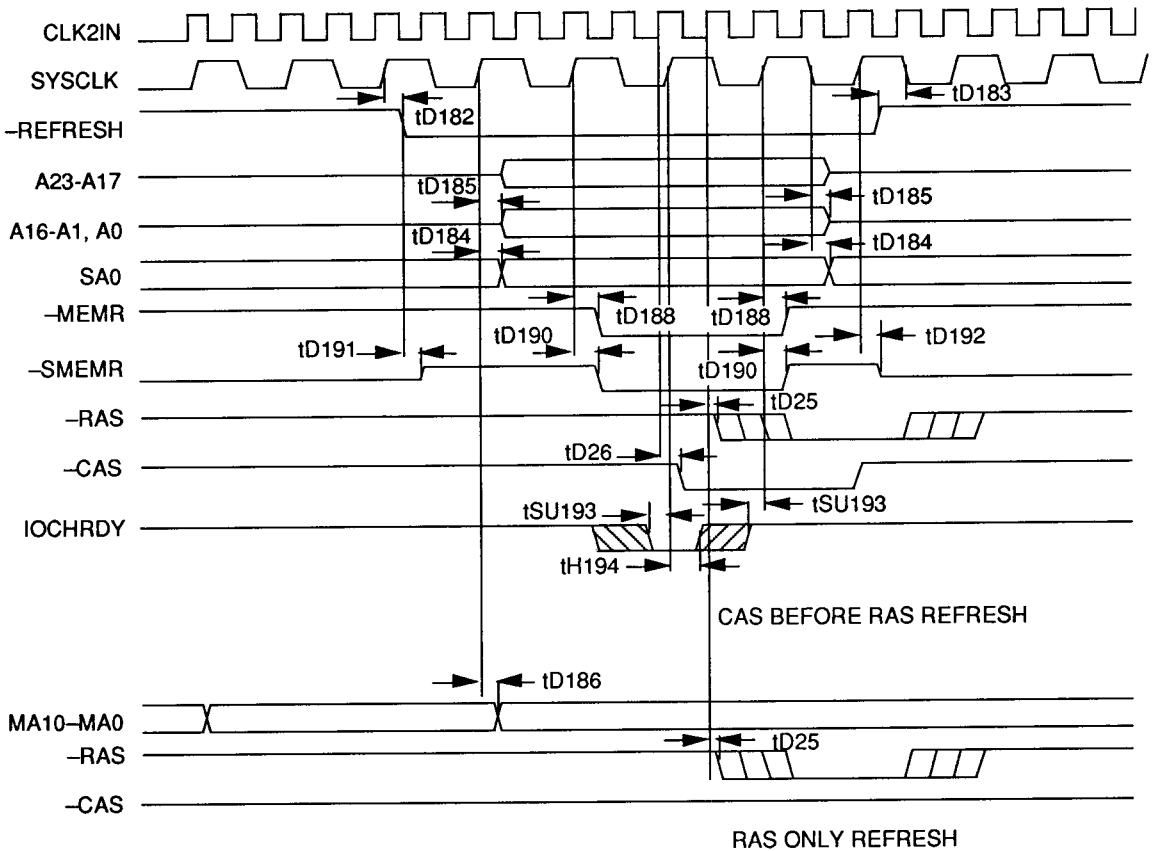 CLK2IN
SYSCLK
tD182
tD183
–REFRESH
A23-A17
tD185
tD185
A16-A1, A0
tD184
tD184
SA0
–MEMR
tD188
tD188
tD190
tD192
tD191
–SMEMR
tD190
tD25
–RAS
tD26
–CAS
tSU193
tSU193
IOCHRDY
tH194
CAS BEFORE RAS REFRESH
tD186
MA10–MA0
tD25
–RAS
–CAS
RAS ONLY REFRESH